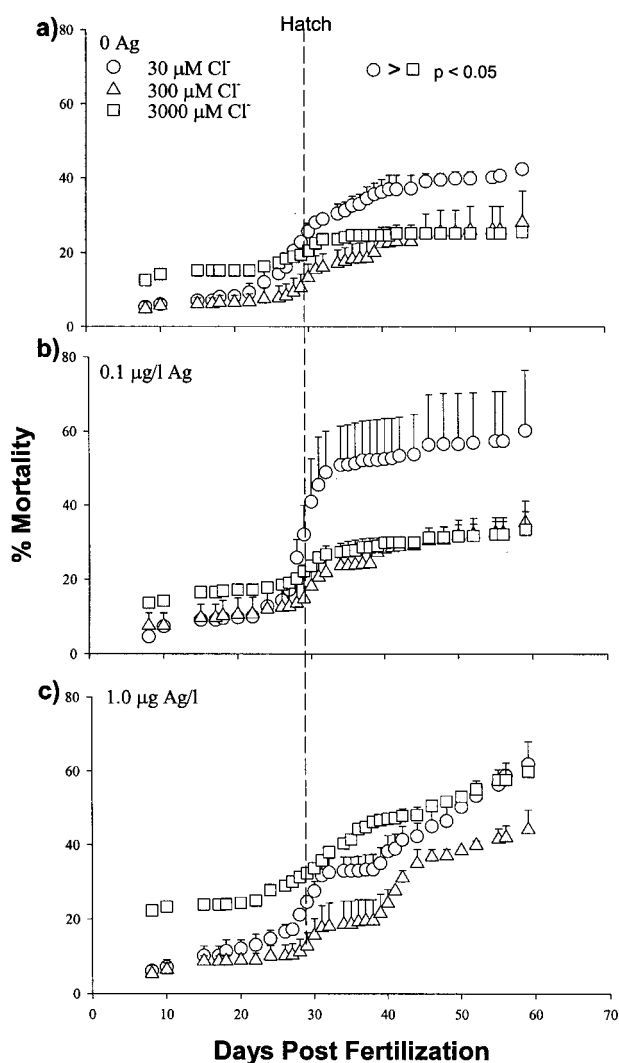 Hatch
a)
80
0 Ag
30 µM Cl⁻
300 µM Cl⁻
3000 µM Cl⁻
○ > □ p < 0.05
60
40
20
0
b)
80
0.1 µg/l Ag
60
40
20
0
% Mortality
c)
80
1.0 µg Ag/l
60
40
20
0
0 10 20 30 40 50 60 70
Days Post Fertilization